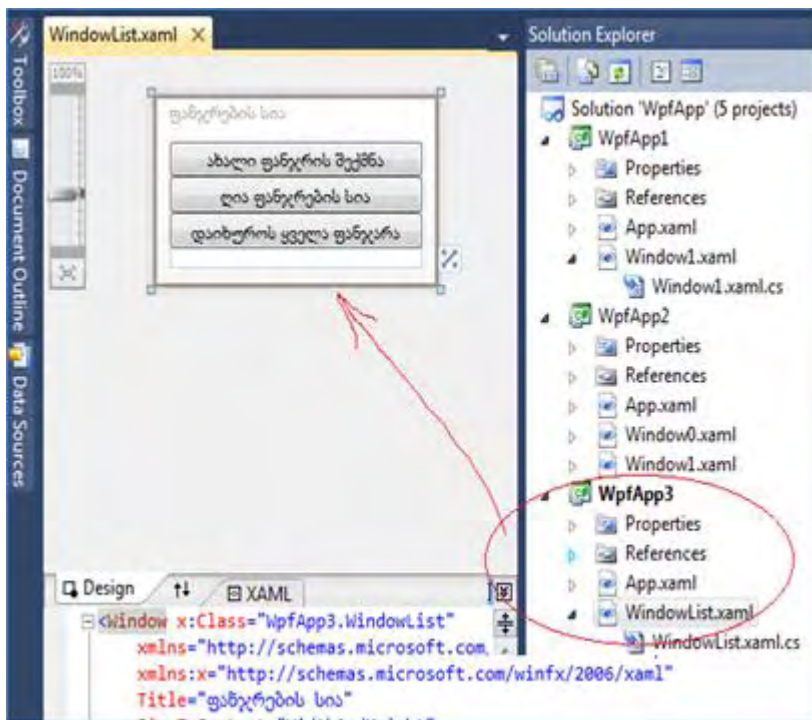 WindowList.xaml
Toolbox
Document Outline
Data Sources
100%
ფანჯრების სია
ახალი ფანჯრის შექმნა
ღია ფანჯრების სია
დაიხუროს ყველა ფანჯარა
Design
XAML
<Window x:Class="WpfApp3.WindowList"
xmlns="http://schemas.microsoft.com
xmlns:x="http://schemas.microsoft.com/winfx/2006/xaml"
Title="ფანჯრების სია"
Solution Explorer
Solution 'WpfApp' (5 projects)
WpfApp1
Properties
References
App.xaml
Window1.xaml
Window1.xaml.cs
WpfApp2
Properties
References
App.xaml
Window0.xaml
Window1.xaml
WpfApp3
Properties
References
App.xaml
WindowList.xaml
WindowList.xaml.cs